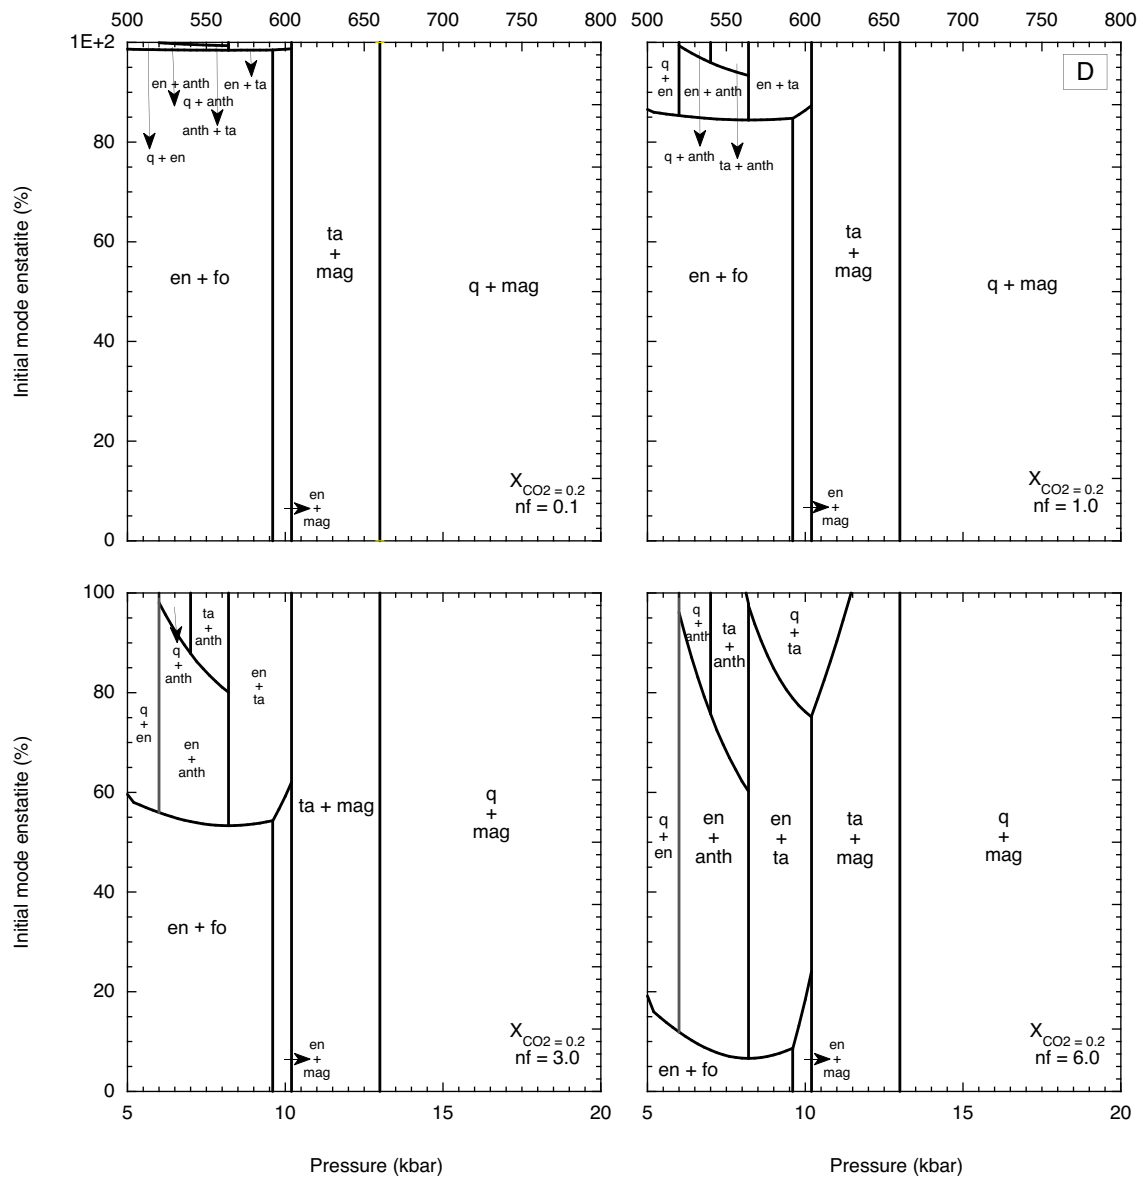 500 550 600 650 700 750 800
500 550 600 650 700 750 800
1E+2
80
60
40
20
0
Initial mode enstatite (%)
en + anth
en + ta
q + anth
anth + ta
q + en
en + fo
ta
+
mag
q + mag
en
+
mag
XCO2 = 0.2
nf = 0.1
D
q
+
en
en + anth
en + ta
q + anth
ta + anth
en + fo
ta
+
mag
q + mag
en
+
mag
XCO2 = 0.2
nf = 1.0
100
80
60
40
20
0
Initial mode enstatite (%)
ta
+
anth
q
+
anth
en
+
ta
q
+
en
en
+
anth
ta + mag
q
+
mag
en + fo
en
+
mag
XCO2 = 0.2
nf = 3.0
5 10 15 20
Pressure (kbar)
q
+
anth
ta
+
anth
q
+
ta
q
+
en
en
+
anth
en
+
ta
ta
+
mag
q
+
mag
en + fo
en
+
mag
XCO2 = 0.2
nf = 6.0
5 10 15 20
Pressure (kbar)